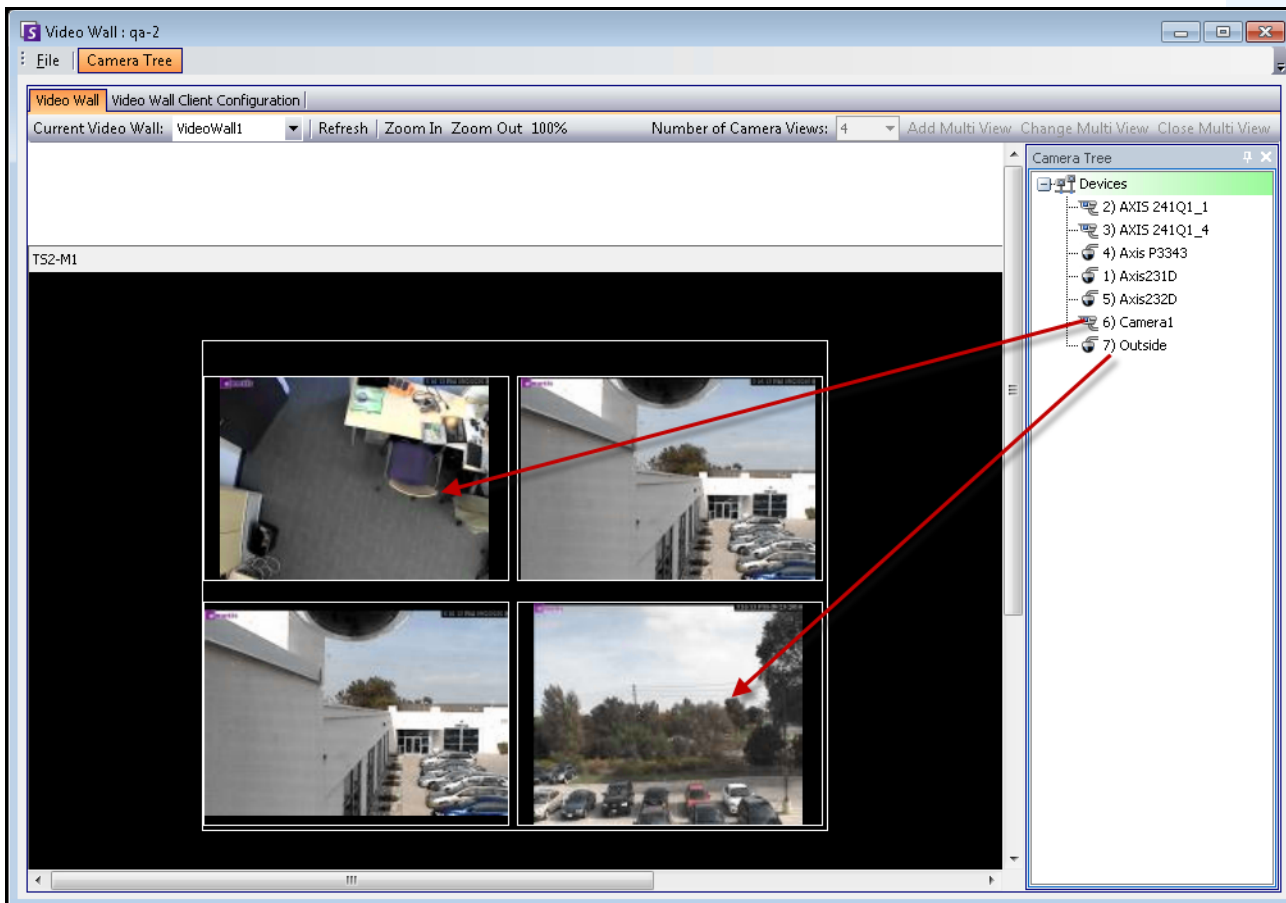 Video Wall : qa-2
File Camera Tree
Video Wall Video Wall Client Configuration
Current Video Wall: VideoWall1 Refresh Zoom In Zoom Out 100% Number of Camera Views: 4 Add Multi View Change Multi View Close Multi View
Camera Tree
Devices
2) AXIS 241Q1_1
3) AXIS 241Q1_4
4) Axis P3343
1) Axis231D
5) Axis232D
6) Camera1
7) Outside
TS2-M1